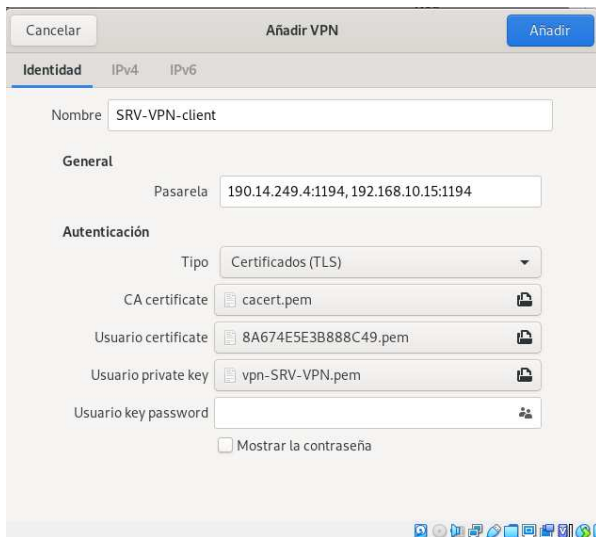 Cancelar Añadir VPN Añadir
Identidad IPv4 IPv6
Nombre SRV-VPN-client
General
Pasarela 190.14.249.4:1194, 192.168.10.15:1194
Autenticación
Tipo Certificados (TLS)
CA certificate cacert.pem
Usuario certificate 8A674E5E3B888C49.pem
Usuario private key vpn-SRV-VPN.pem
Usuario key password
Mostrar la contraseña